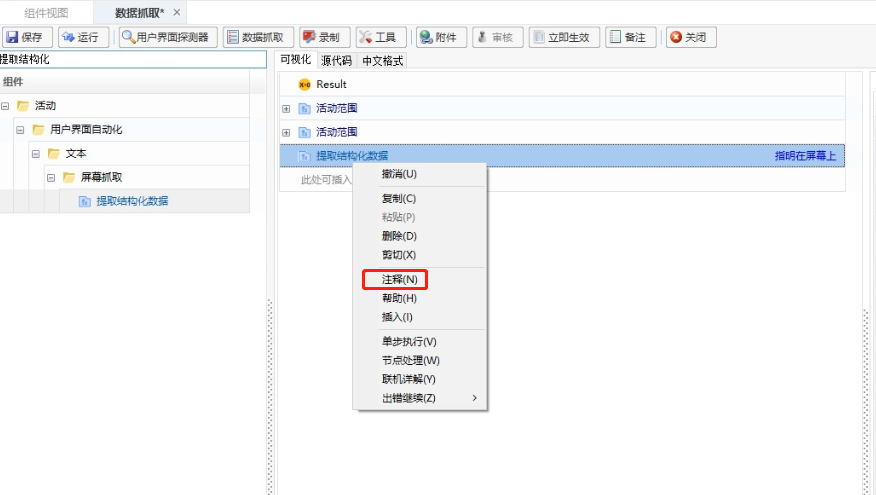 组件视图 数据抓取*
保存 运行 用户界面探测器 数据抓取 录制 工具 附件 审核 立即生效 备注 关闭
提取结构化
可视化 源代码 中文格式
组件
Result
活动
活动范围
用户界面自动化
活动范围
文本
提取结构化数据 指明在屏幕上
屏幕抓取
此处可插入
提取结构化数据
撤消(U)
复制(C)
粘贴(P)
删除(D)
剪切(X)
注释(N)
帮助(H)
插入(I)
单步执行(V)
节点处理(W)
联机详解(Y)
出错继续(Z)